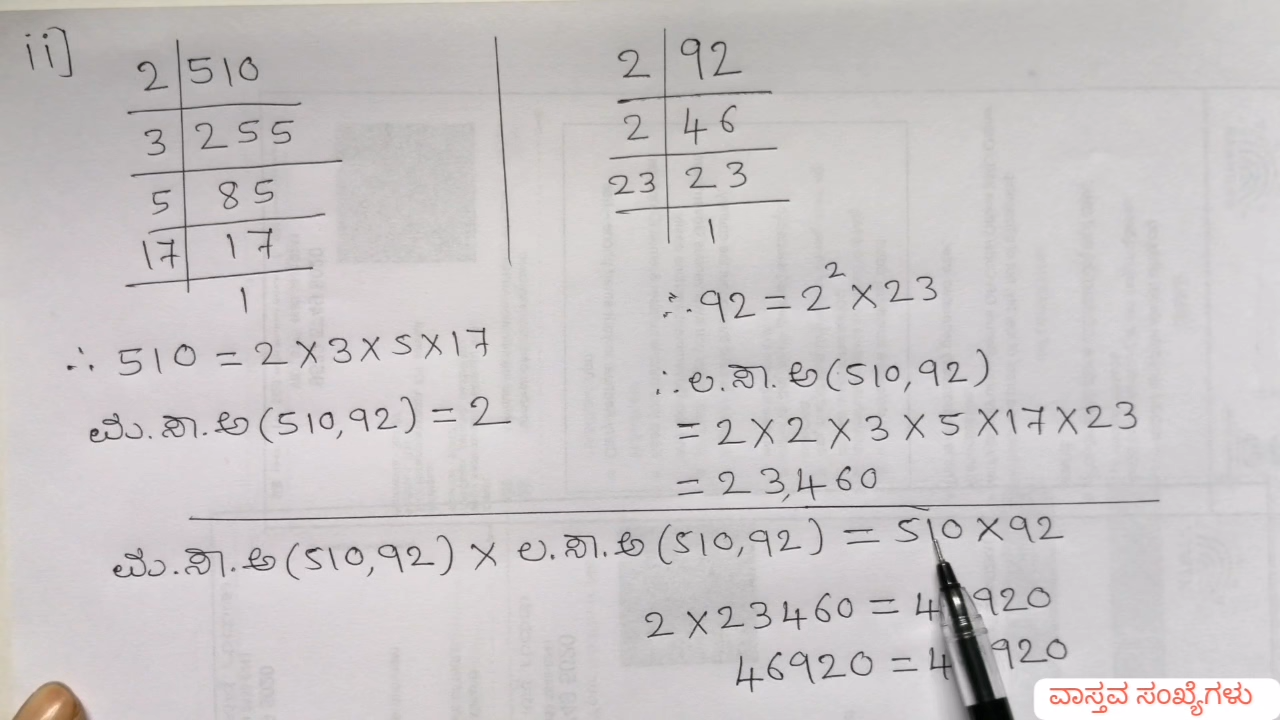 ii]
2 | 510
3 | 255
5 | 85
17 | 17
1
∴ 510 = 2 × 3 × 5 × 17
ಮ.ಸಾ.ಅ (510, 92) = 2
2 | 92
2 | 46
23 | 23
1
∴ 92 = 2² × 23
∴ ಲ.ಸಾ.ಅ (510, 92)
= 2 × 2 × 3 × 5 × 17 × 23
= 23,460
ಮ.ಸಾ.ಅ (510, 92) × ಲ.ಸಾ.ಅ (510, 92) = 510 × 92
2 × 23460 = 4 920
46920 = 4 920
ವಾಸ್ತವ ಸಂಖ್ಯೆಗಳು